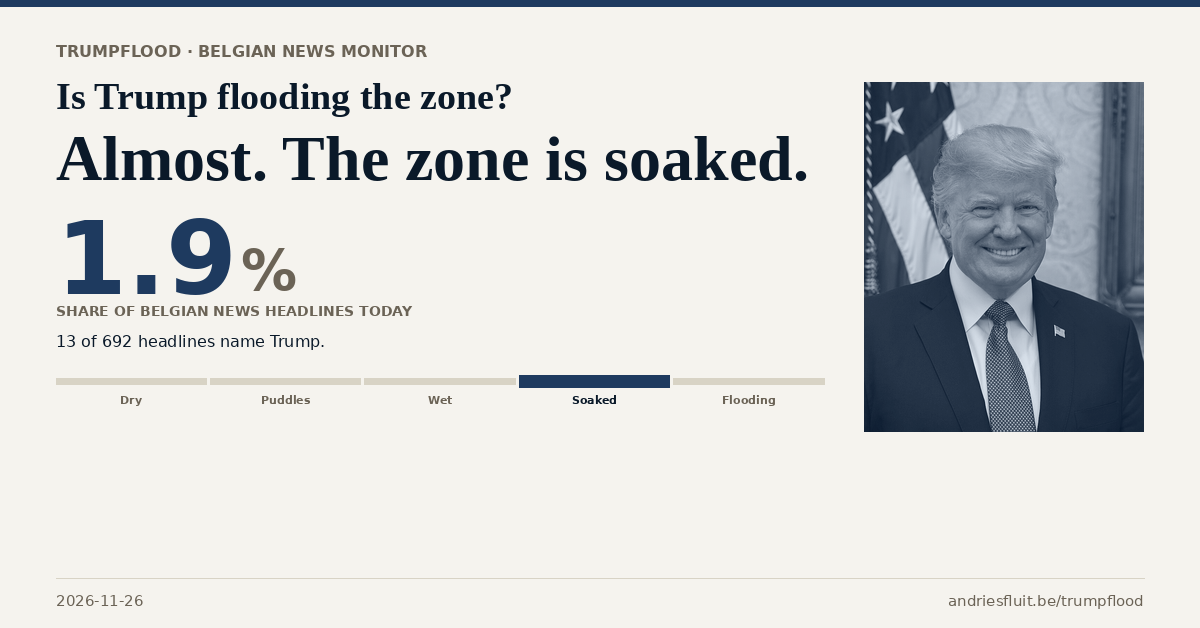 TRUMPFLOOD · BELGIAN NEWS MONITOR
Is Trump flooding the zone?
Almost. The zone is soaked.
1.9 %
SHARE OF BELGIAN NEWS HEADLINES TODAY
13 of 692 headlines name Trump.
Dry Puddles Wet Soaked Flooding
2026-11-26 andriesfluit.be/trumpflood